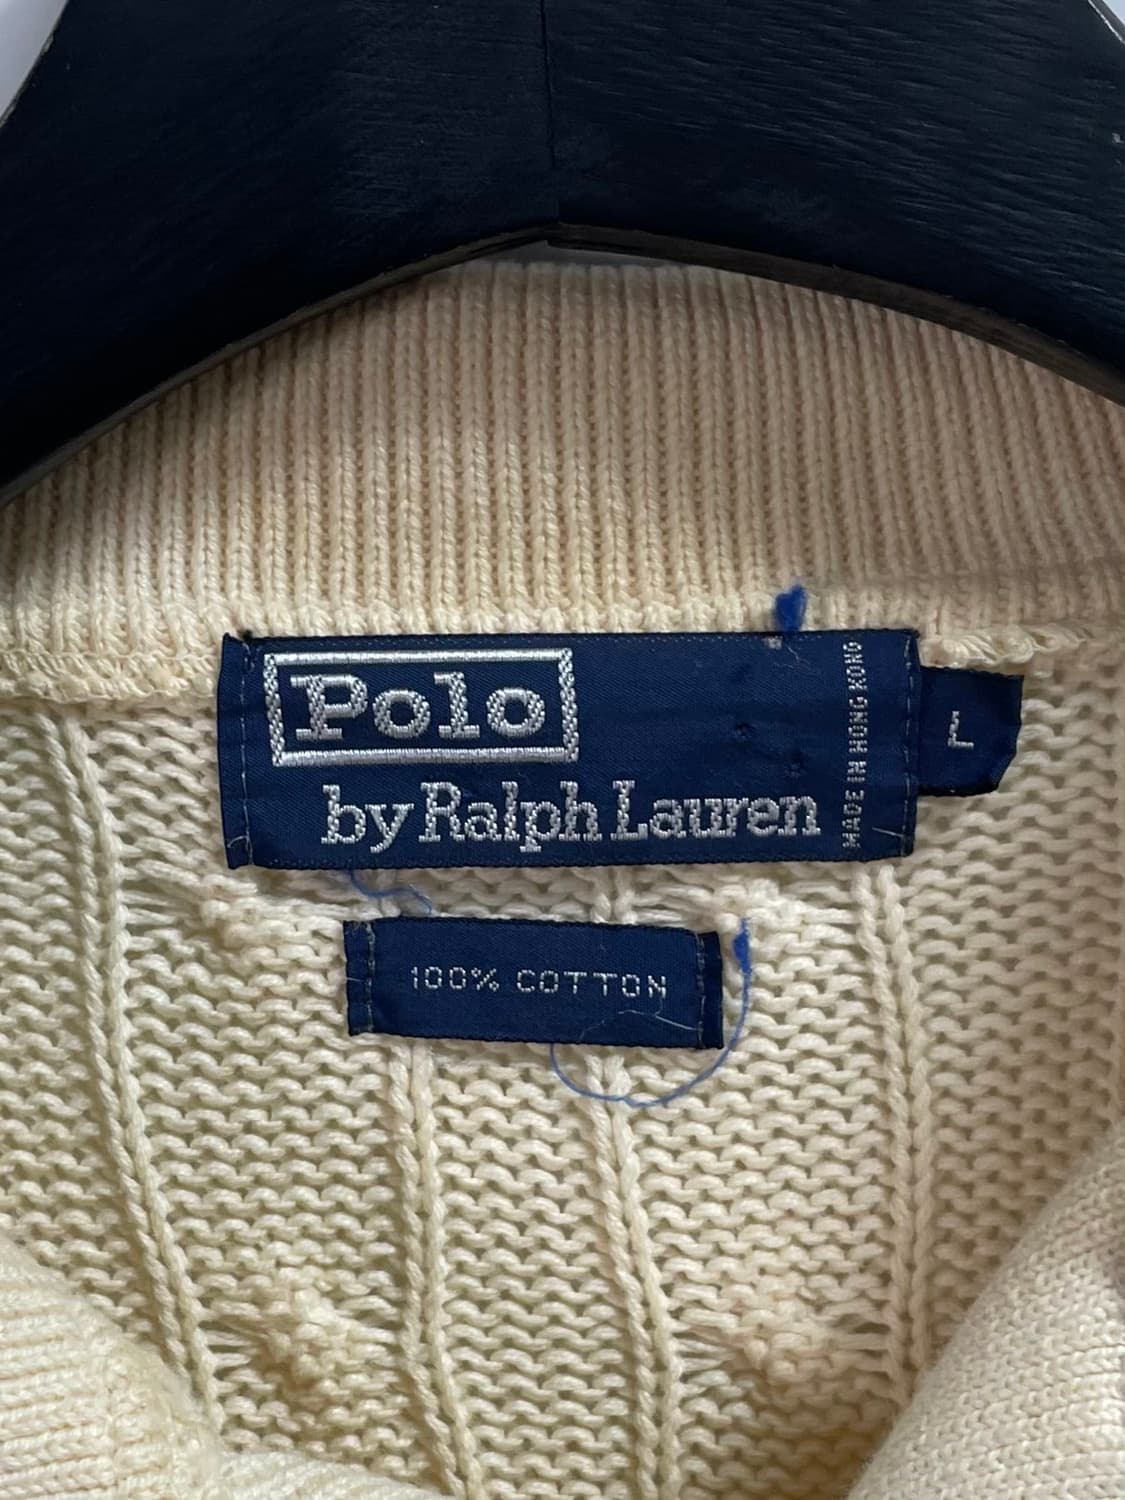 Polo
by Ralph Lauren
MADE IN HONG KONG
L
100% COTTON